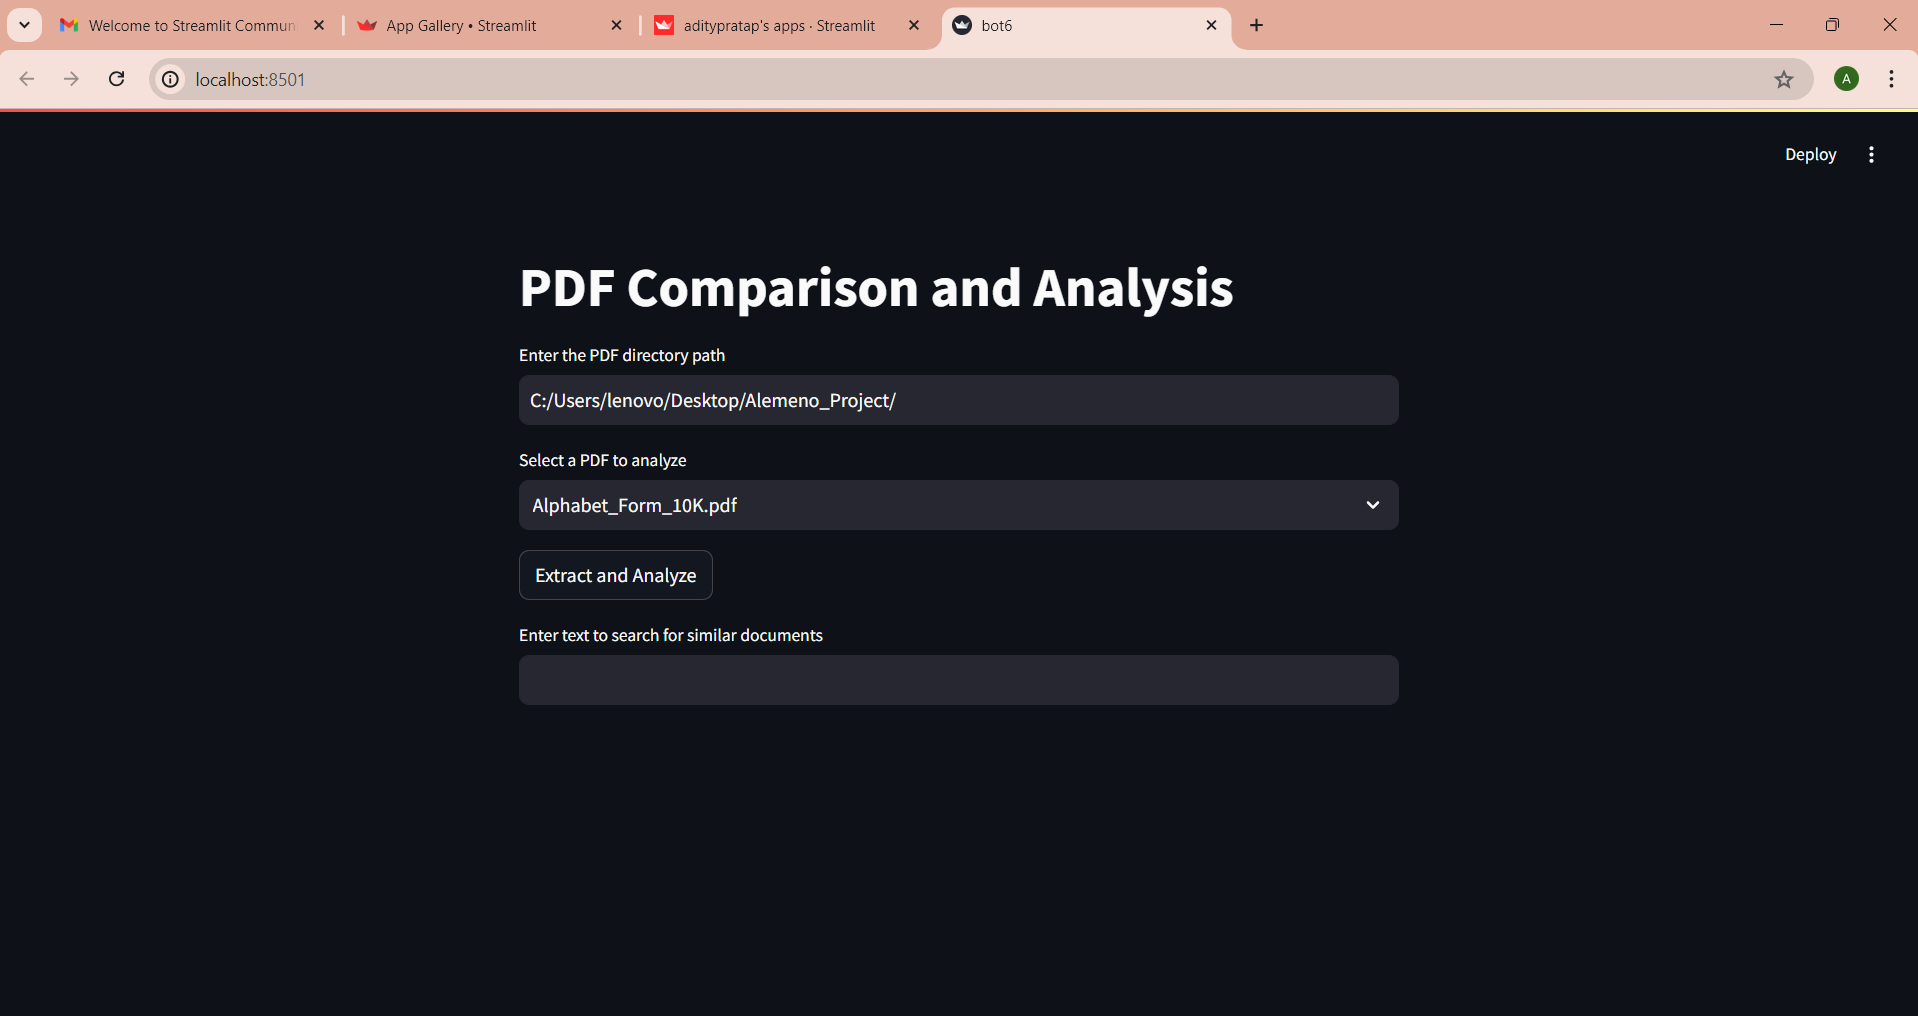 Welcome to Streamlit Commun
App Gallery • Streamlit
aditypratap's apps · Streamlit
bot6
localhost:8501
A
Deploy
PDF Comparison and Analysis
Enter the PDF directory path
C:/Users/lenovo/Desktop/Alemeno_Project/
Select a PDF to analyze
Alphabet_Form_10K.pdf
Extract and Analyze
Enter text to search for similar documents